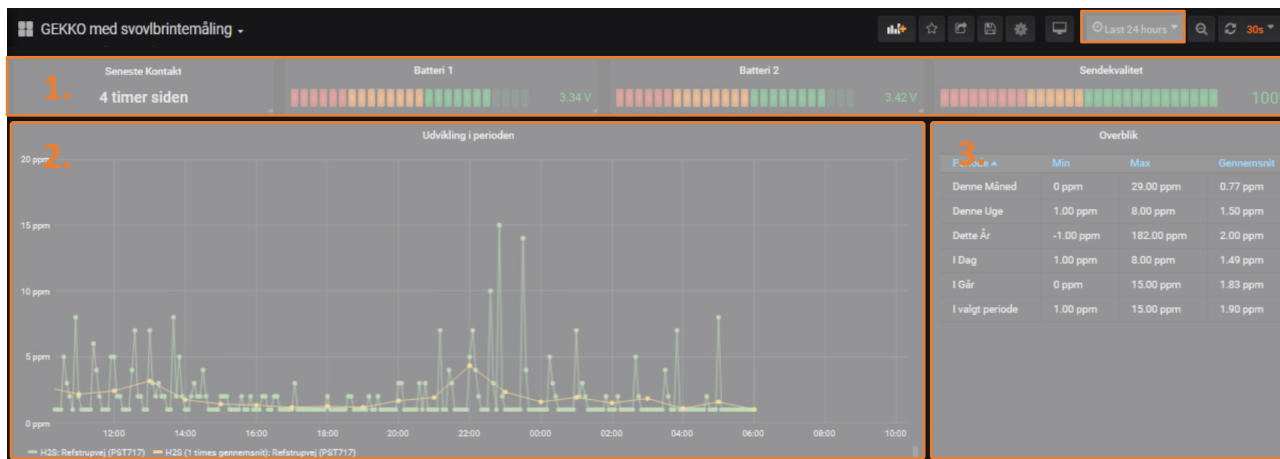 GEKKO med svovlbrintemåling
Last 24 hours
30s
1.
Seneste Kontakt
4 timer siden
Batteri 1
3.34 V
Batteri 2
3.42 V
Sendekvalitet
100
2.
Udvikling i perioden
20 ppm
15 ppm
10 ppm
5 ppm
0 ppm
12:00 14:00 16:00 18:00 20:00 22:00 00:00 02:00 04:00 06:00 08:00 10:00
H2S: Refstrupvej (PST717) H2S (1 times gennemsnit): Refstrupvej (PST717)
3.
Overblik
Periode Min Max Gennemsnit
Denne Måned 0 ppm 29.00 ppm 0.77 ppm
Denne Uge 1.00 ppm 8.00 ppm 1.50 ppm
Dette År -1.00 ppm 182.00 ppm 2.00 ppm
I Dag 1.00 ppm 8.00 ppm 1.49 ppm
I Går 0 ppm 15.00 ppm 1.83 ppm
I valgt periode 1.00 ppm 15.00 ppm 1.90 ppm